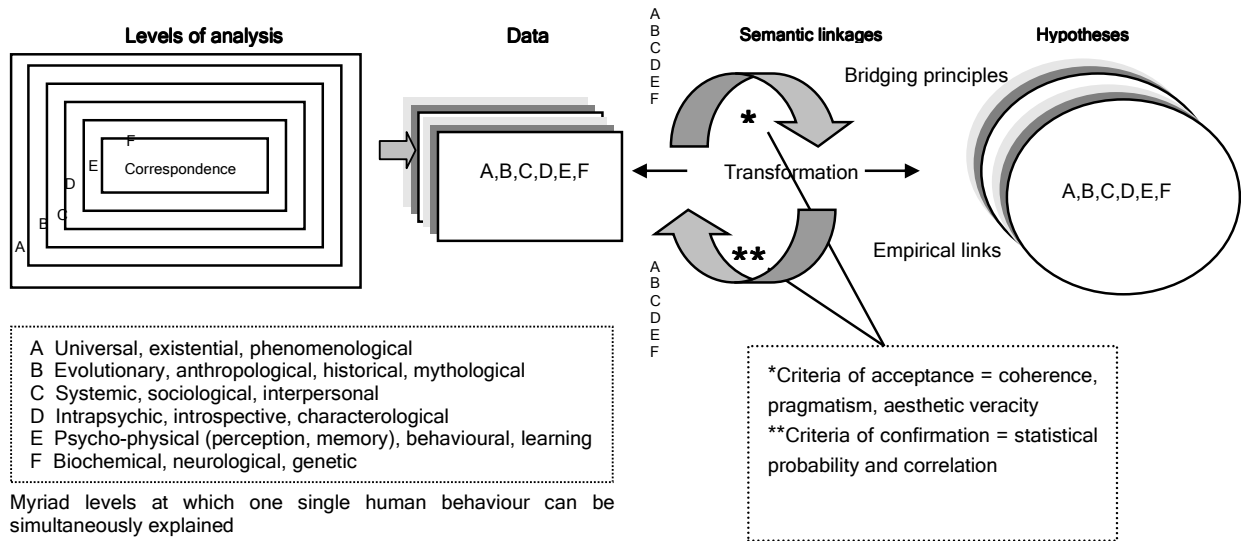 Levels of analysis
Data
A
B
C
D
E
F
Semantic linkages
Hypotheses
Bridging principles
F
E
Correspondence
D
C
B
A
A,B,C,D,E,F
*
Transformation
A,B,C,D,E,F
**
Empirical links
A
B
C
D
E
F
A Universal, existential, phenomenological
B Evolutionary, anthropological, historical, mythological
C Systemic, sociological, interpersonal
D Intrapsychic, introspective, characterological
E Psycho-physical (perception, memory), behavioural, learning
F Biochemical, neurological, genetic
*Criteria of acceptance = coherence,
pragmatism, aesthetic veracity
**Criteria of confirmation = statistical
probability and correlation
Myriad levels at which one single human behaviour can be
simultaneously explained